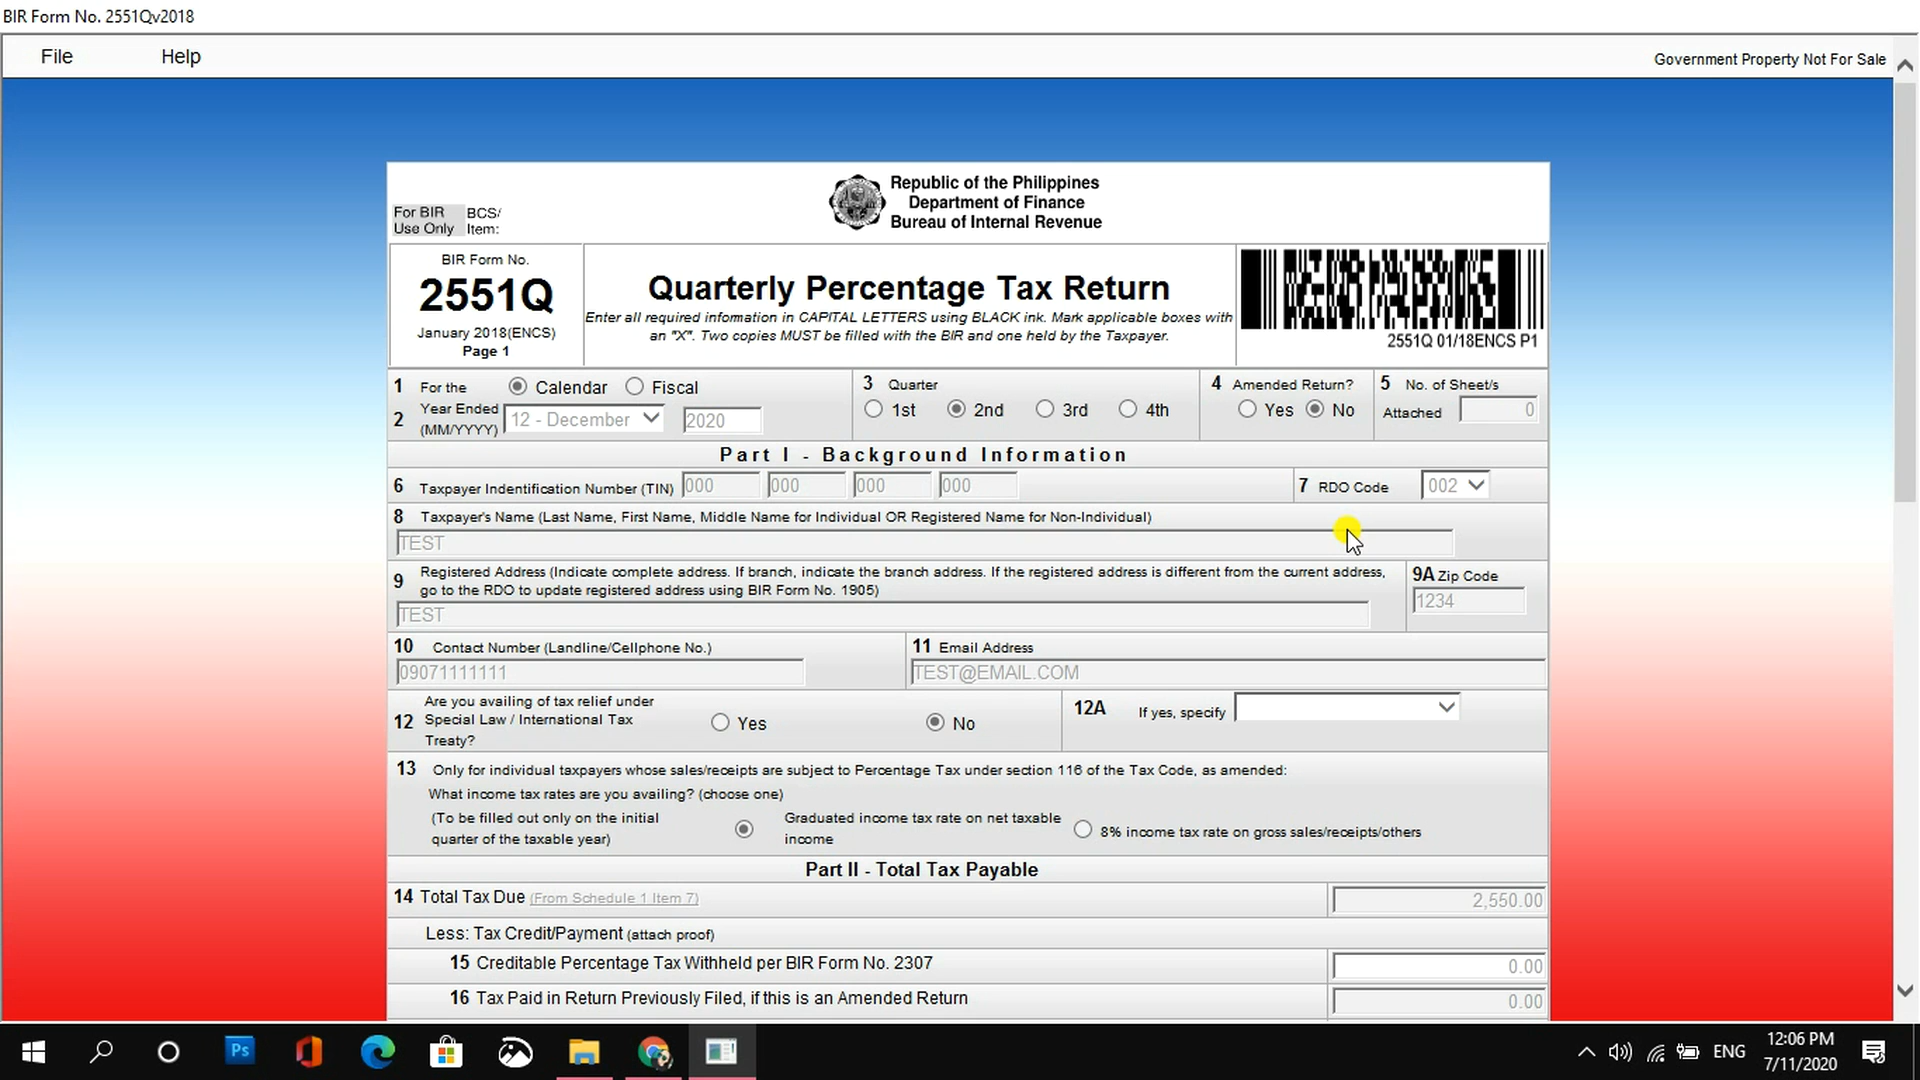 BIR Form No. 2551Qv2018
File Help Government Property Not For Sale
Republic of the Philippines
Department of Finance
Bureau of Internal Revenue
For BIR Use Only
BCS/ Item:
BIR Form No.
2551Q
January 2018(ENCS)
Page 1
Quarterly Percentage Tax Return
Enter all required information in CAPITAL LETTERS using BLACK ink. Mark applicable boxes with
an "X". Two copies MUST be filled with the BIR and one held by the Taxpayer.
2551Q 01/18ENCS P1
1 For the Calendar Fiscal
2 Year Ended (MM/YYYY) 12 - December 2020
3 Quarter
1st 2nd 3rd 4th
4 Amended Return?
Yes No
5 No. of Sheet/s
Attached 0
Part I - Background Information
6 Taxpayer Indentification Number (TIN) 000 000 000 000
7 RDO Code 002
8 Taxpayer's Name (Last Name, First Name, Middle Name for Individual OR Registered Name for Non-Individual)
TEST
9 Registered Address (Indicate complete address. If branch, indicate the branch address. If the registered address is different from the current address,
go to the RDO to update registered address using BIR Form No. 1905)
TEST
9A Zip Code
1234
10 Contact Number (Landline/Cellphone No.)
09071111111
11 Email Address
TEST@EMAIL.COM
12 Are you availing of tax relief under
Special Law / International Tax
Treaty?
Yes No
12A If yes, specify
13 Only for individual taxpayers whose sales/receipts are subject to Percentage Tax under section 116 of the Tax Code, as amended:
What income tax rates are you availing? (choose one)
(To be filled out only on the initial
quarter of the taxable year)
Graduated income tax rate on net taxable
income
8% income tax rate on gross sales/receipts/others
Part II - Total Tax Payable
14 Total Tax Due (From Schedule 1 Item 7) 2,550.00
Less: Tax Credit/Payment (attach proof)
15 Creditable Percentage Tax Withheld per BIR Form No. 2307 0.00
16 Tax Paid in Return Previously Filed, if this is an Amended Return 0.00
Ps
ENG
12:06 PM
7/11/2020